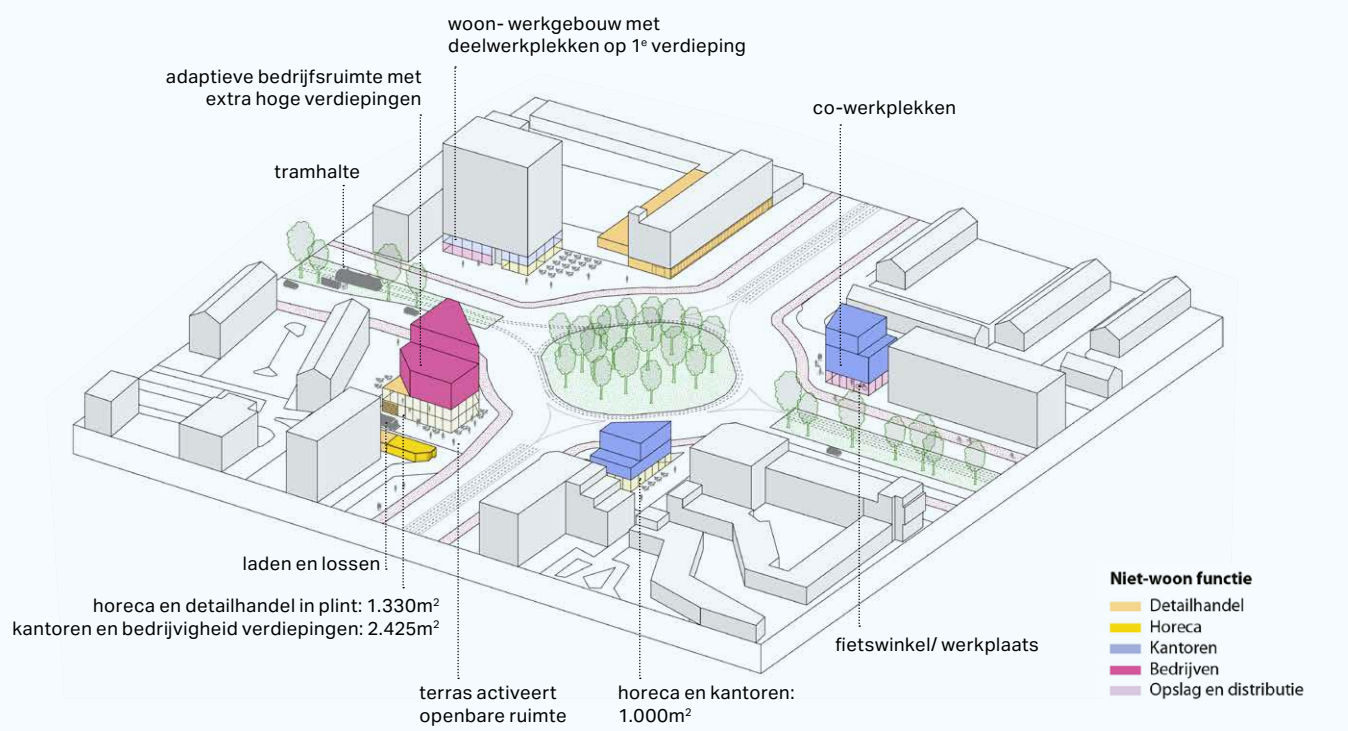 woon- werkgebouw met
deelwerkplekken op 1e verdieping
adaptieve bedrijfsruimte met
extra hoge verdiepingen
co-werkplekken
tramhalte
laden en lossen
horeca en detailhandel in plint: 1.330m²
kantoren en bedrijvigheid verdiepingen: 2.425m²
terras activeert
openbare ruimte
horeca en kantoren:
1.000m²
fietswinkel/ werkplaats
Niet-woon functie
Detailhandel
Horeca
Kantoren
Bedrijven
Opslag en distributie